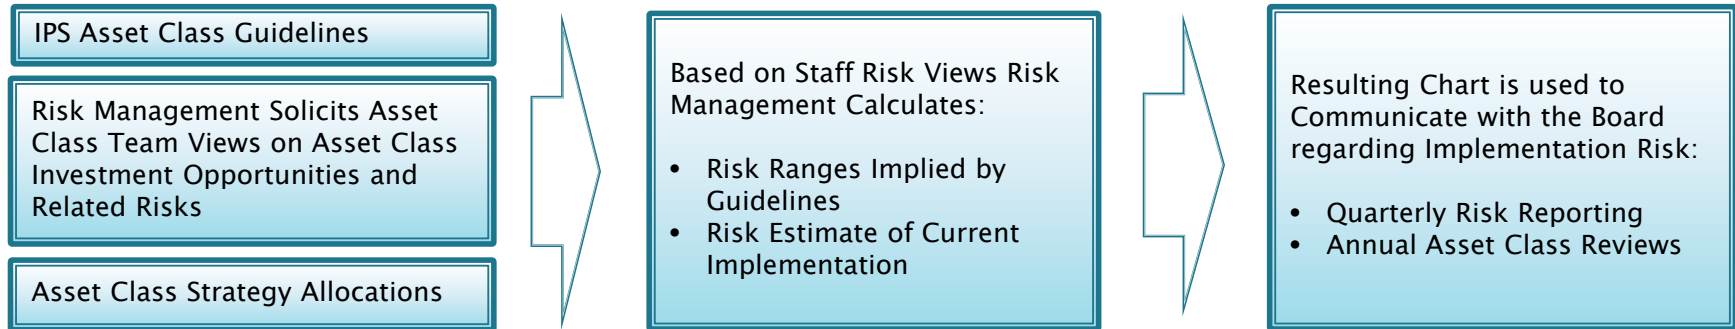 IPS Asset Class Guidelines
Risk Management Solicits Asset
Class Team Views on Asset Class
Investment Opportunities and
Related Risks
Asset Class Strategy Allocations
Based on Staff Risk Views Risk
Management Calculates:
• Risk Ranges Implied by
Guidelines
• Risk Estimate of Current
Implementation
Resulting Chart is used to
Communicate with the Board
regarding Implementation Risk:
• Quarterly Risk Reporting
• Annual Asset Class Reviews